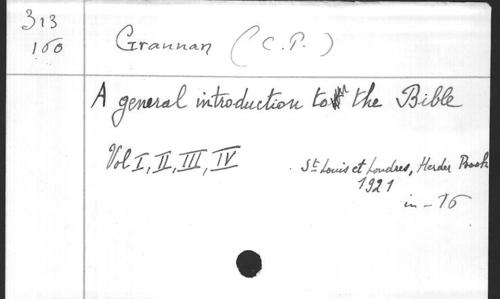 313
160
Grannan (C.P.)
A general introduction to the Bible
Vol I, II, III, IV
St Louis et Londres, Herder
1921
in-16